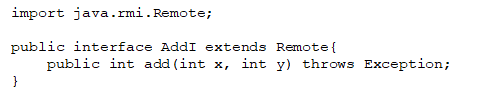 import java.rmi.Remote;
public interface AddI extends Remote{
    public int add(int x, int y) throws Exception;
}